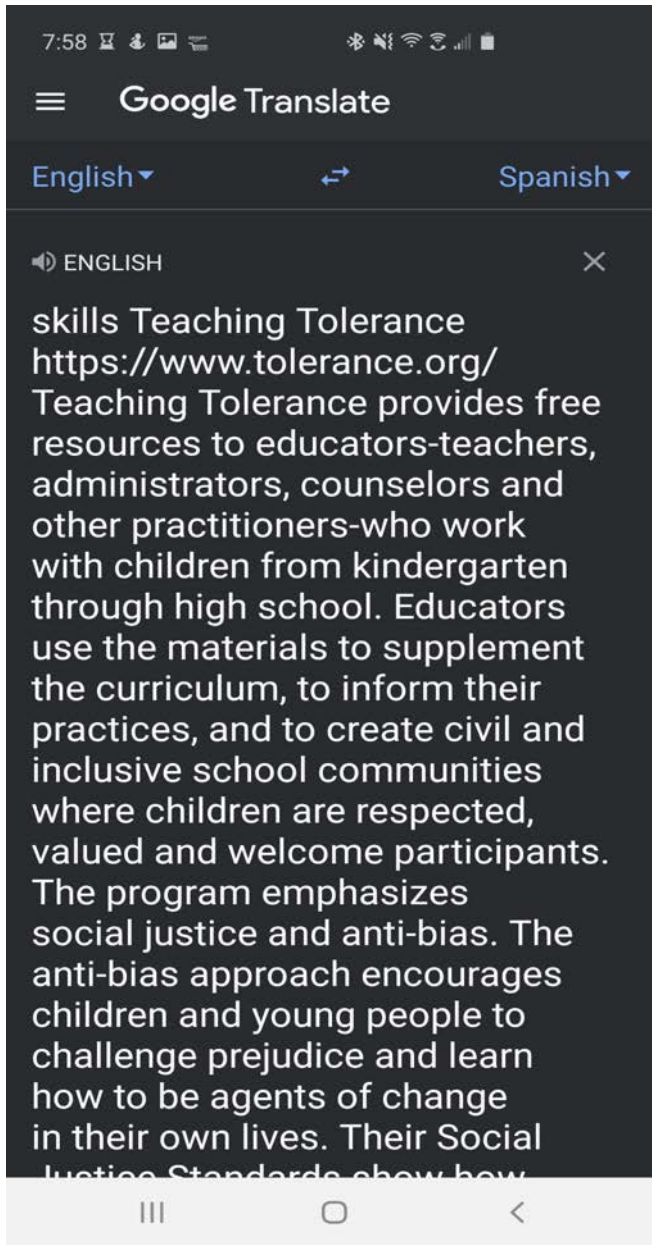 7:58
Google Translate
English
Spanish
ENGLISH
skills Teaching Tolerance
https://www.tolerance.org/
Teaching Tolerance provides free
resources to educators-teachers,
administrators, counselors and
other practitioners-who work
with children from kindergarten
through high school. Educators
use the materials to supplement
the curriculum, to inform their
practices, and to create civil and
inclusive school communities
where children are respected,
valued and welcome participants.
The program emphasizes
social justice and anti-bias. The
anti-bias approach encourages
children and young people to
challenge prejudice and learn
how to be agents of change
in their own lives. Their Social
Justice Standards show how